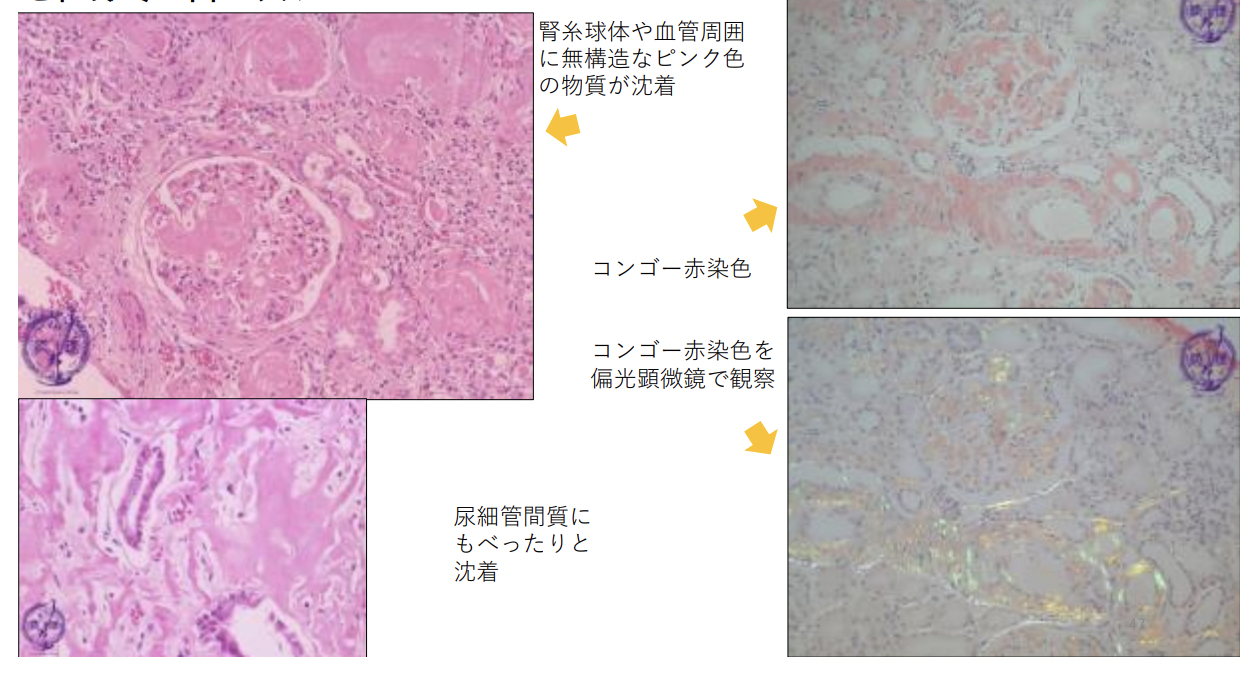 腎糸球体や血管周囲
に無構造なピンク色
の物質が沈着
コンゴー赤染色
コンゴー赤染色を
偏光顕微鏡で観察
尿細管間質に
もべったりと
沈着